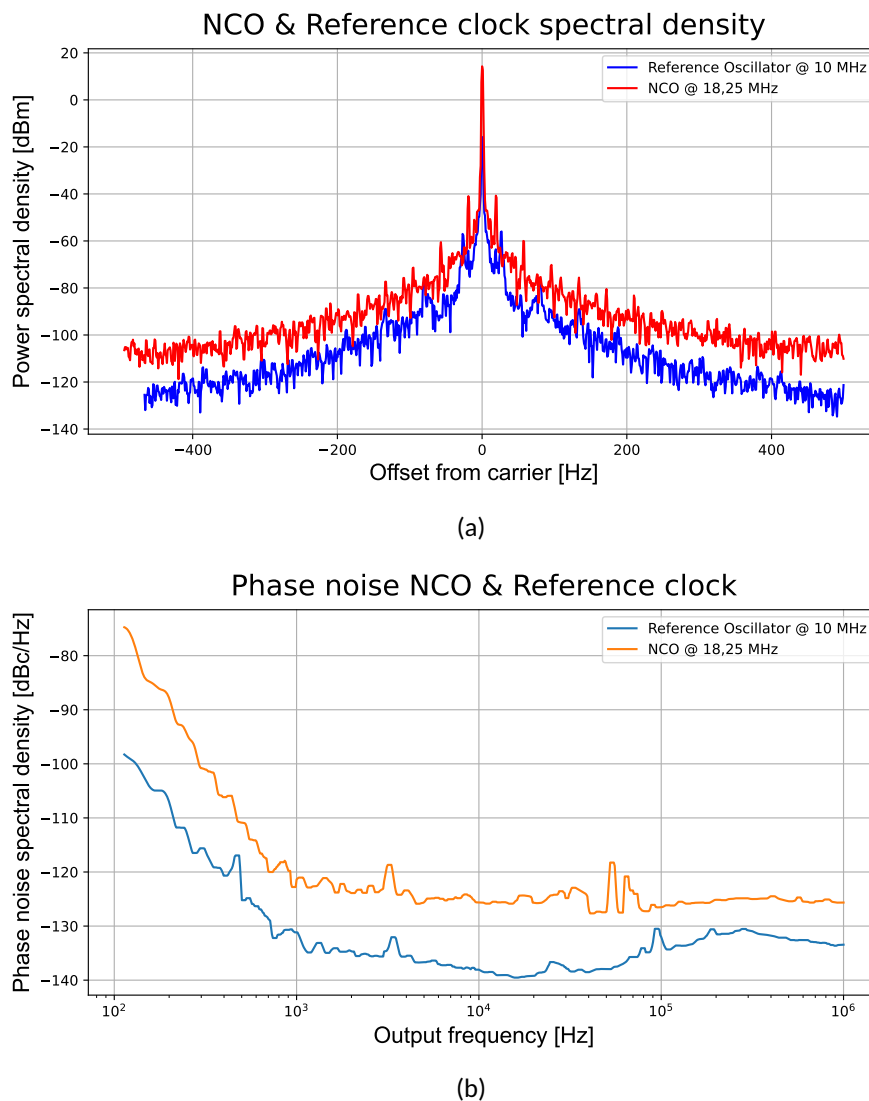 NCO & Reference clock spectral density
Reference Oscillator @ 10 MHz
NCO @ 18,25 MHz
Power spectral density [dBm]
20
0
−20
−40
−60
−80
−100
−120
−140
−400
−200
0
200
400
Offset from carrier [Hz]
(a)
Phase noise NCO & Reference clock
Reference Oscillator @ 10 MHz
NCO @ 18,25 MHz
Phase noise spectral density [dBc/Hz]
−80
−90
−100
−110
−120
−130
−140
10²
10³
10⁴
10⁵
10⁶
Output frequency [Hz]
(b)